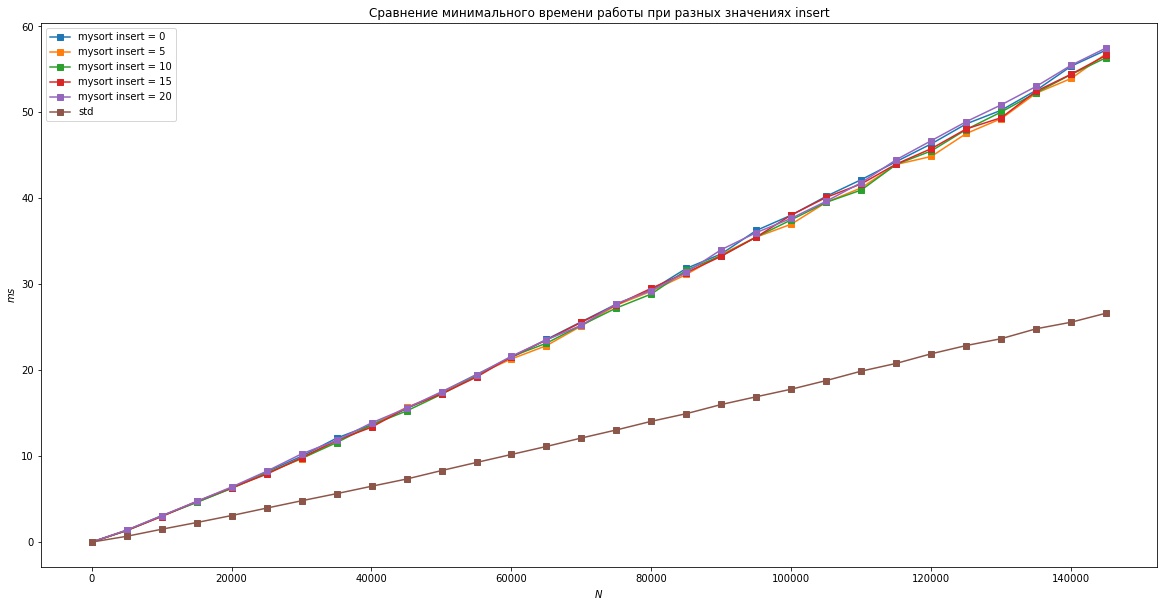 Сравнение минимального времени работы при разных значениях insert
mysort insert = 0
mysort insert = 5
mysort insert = 10
mysort insert = 15
mysort insert = 20
std
60
50
40
30
20
10
0
ms
0 20000 40000 60000 80000 100000 120000 140000
N